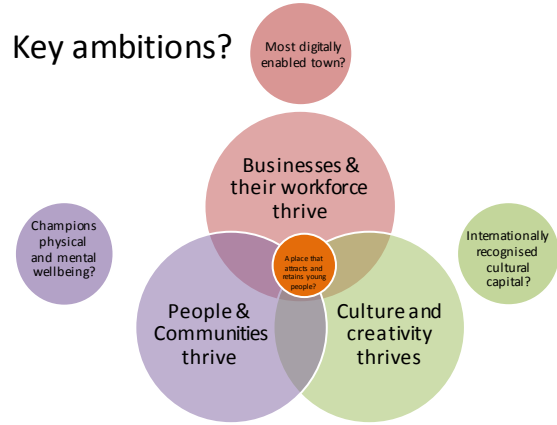 Key ambitions?
Most digitally
enabled town?
Businesses &
their workforce
thrive
Champions
physical
and mental
wellbeing?
Internationally
recognised
cultural
capital?
A place that
attracts and
retains young
people?
People &
Communities
thrive
Culture and
creativity
thrives